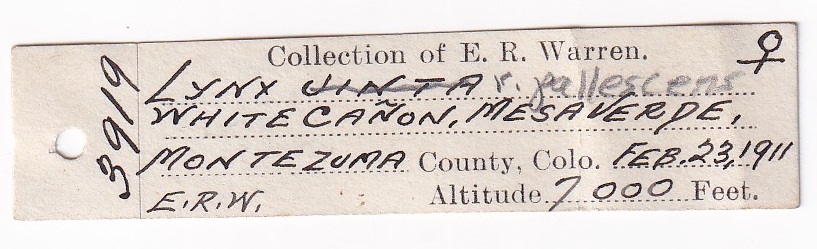 Collection of E. R. Warren. ♀
3919
LYNX UINTA r. pallescens
WHITE CAÑON, MESA VERDE,
MONTEZUMA County, Colo. FEB. 23, 1911
E.R.W. Altitude 7000 Feet.